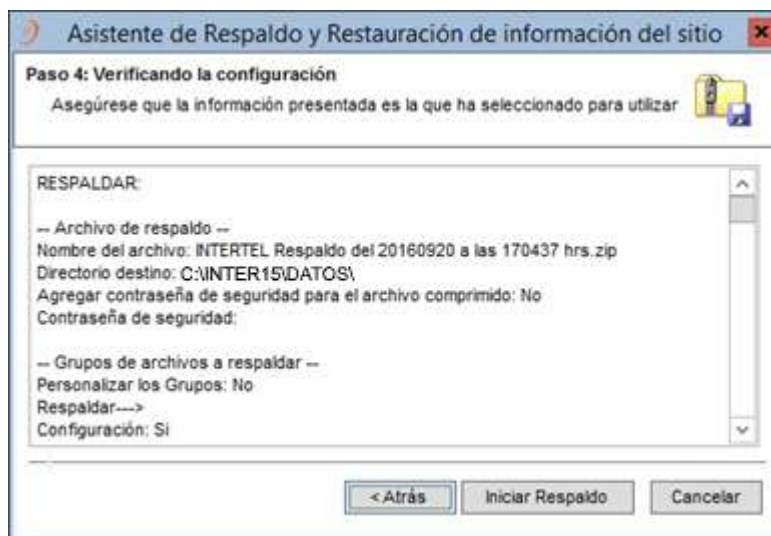 Asistente de Respaldo y Restauración de información del sitio
Paso 4: Verificando la configuración
Asegúrese que la información presentada es la que ha seleccionado para utilizar
RESPALDAR:
-- Archivo de respaldo --
Nombre del archivo: INTERTEL Respaldo del 20160920 a las 170437 hrs.zip
Directorio destino: C:\INTER15\DATOS\
Agregar contraseña de seguridad para el archivo comprimido: No
Contraseña de seguridad:
-- Grupos de archivos a respaldar --
Personalizar los Grupos: No
Respaldar--->
Configuración: Si
< Atrás Iniciar Respaldo Cancelar